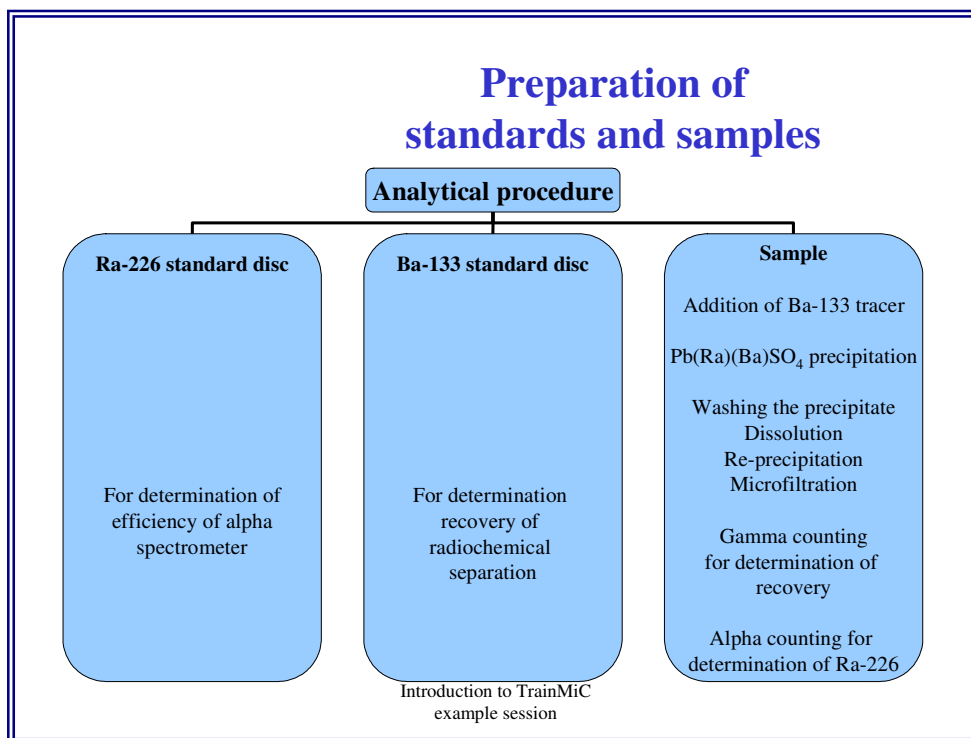 Preparation of
standards and samples
Analytical procedure
Ra-226 standard disc
For determination of
efficiency of alpha
spectrometer
Ba-133 standard disc
For determination
recovery of
radiochemical
separation
Sample
Addition of Ba-133 tracer
Pb(Ra)(Ba)SO₄ precipitation
Washing the precipitate
Dissolution
Re-precipitation
Microfiltration
Gamma counting
for determination of
recovery
Alpha counting for
determination of Ra-226
Introduction to TrainMiC
example session